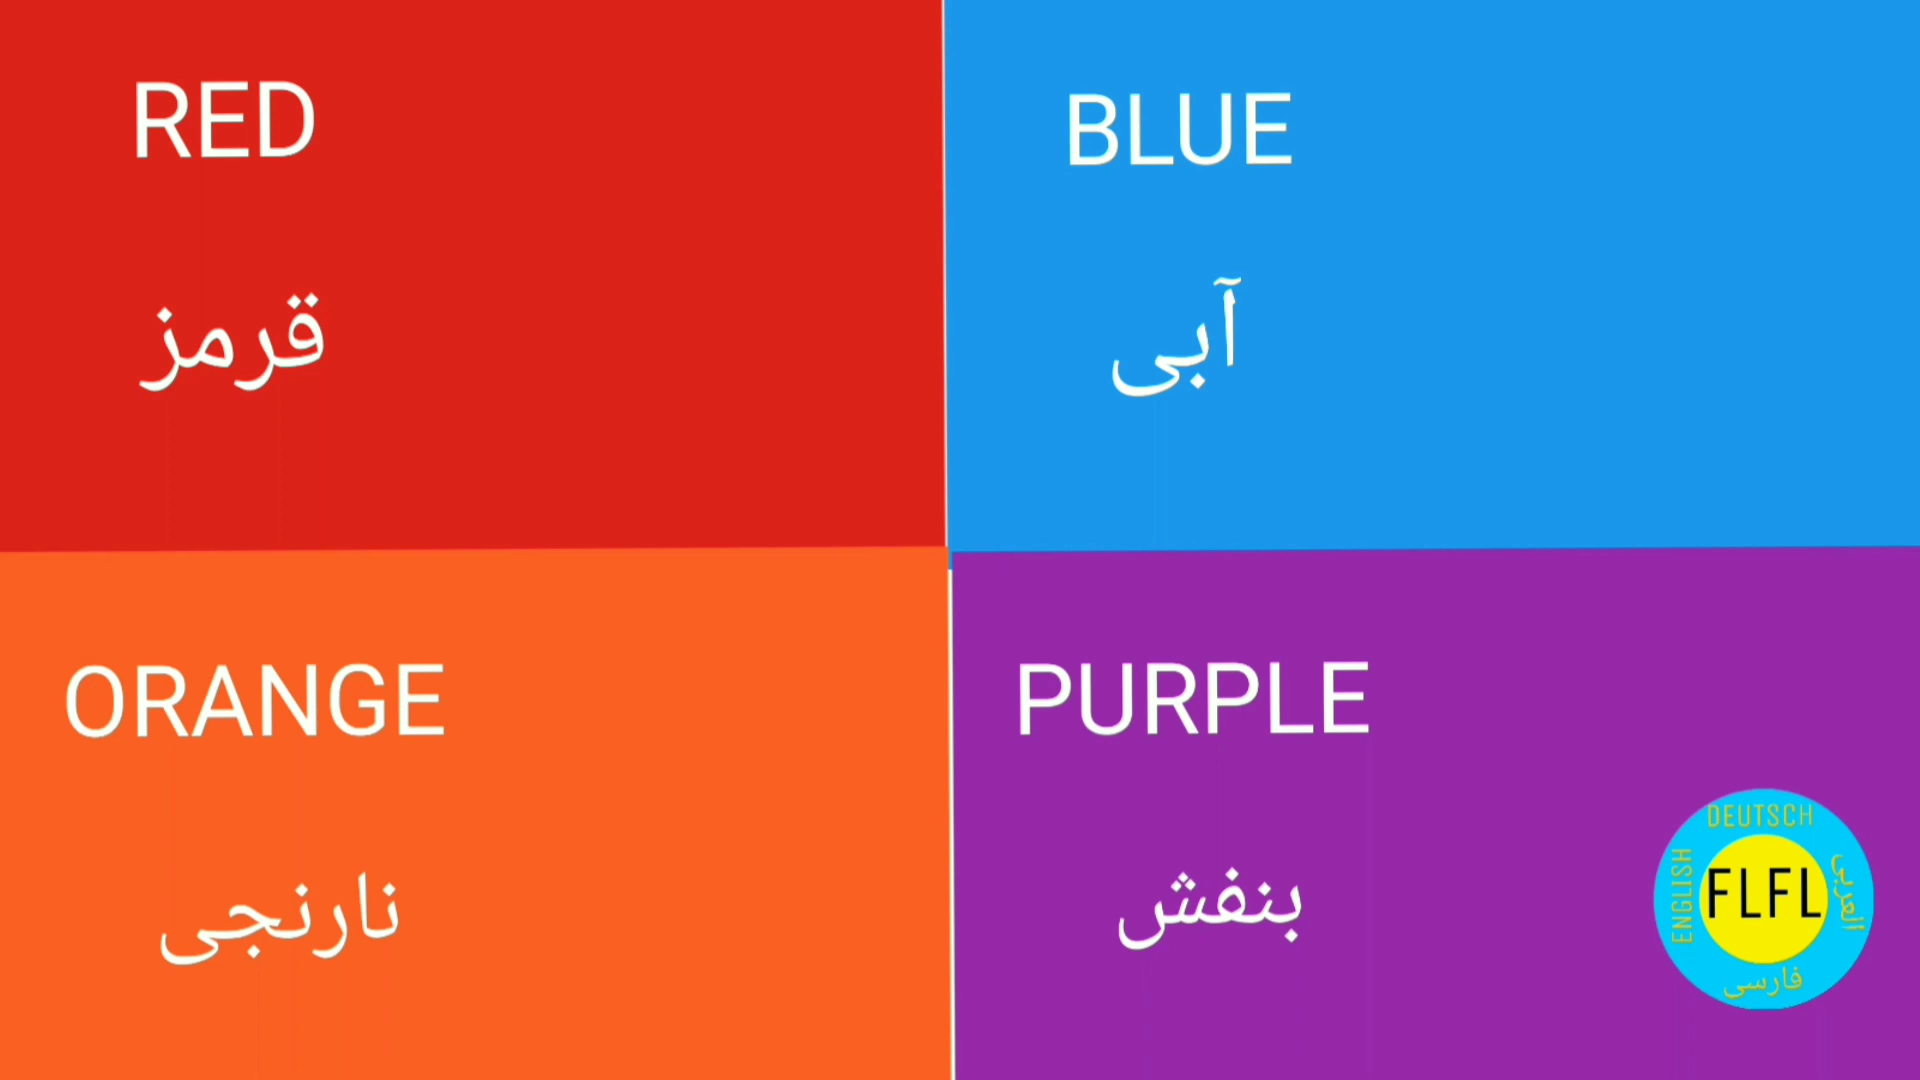 RED
قرمز
BLUE
آبی
ORANGE
نارنجی
PURPLE
بنفش
DEUTSCH
ENGLISH
FLFL
العربی
فارسی